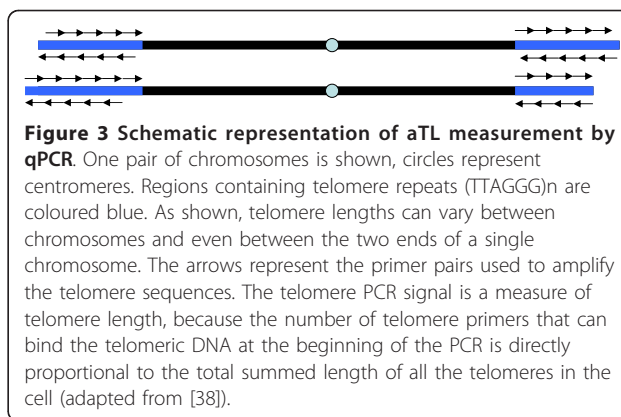 Figure 3 Schematic representation of aTL measurement by
qPCR. One pair of chromosomes is shown, circles represent
centromeres. Regions containing telomere repeats (TTAGGG)n are
coloured blue. As shown, telomere lengths can vary between
chromosomes and even between the two ends of a single
chromosome. The arrows represent the primer pairs used to amplify
the telomere sequences. The telomere PCR signal is a measure of
telomere length, because the number of telomere primers that can
bind the telomeric DNA at the beginning of the PCR is directly
proportional to the total summed length of all the telomeres in the
cell (adapted from [38]).